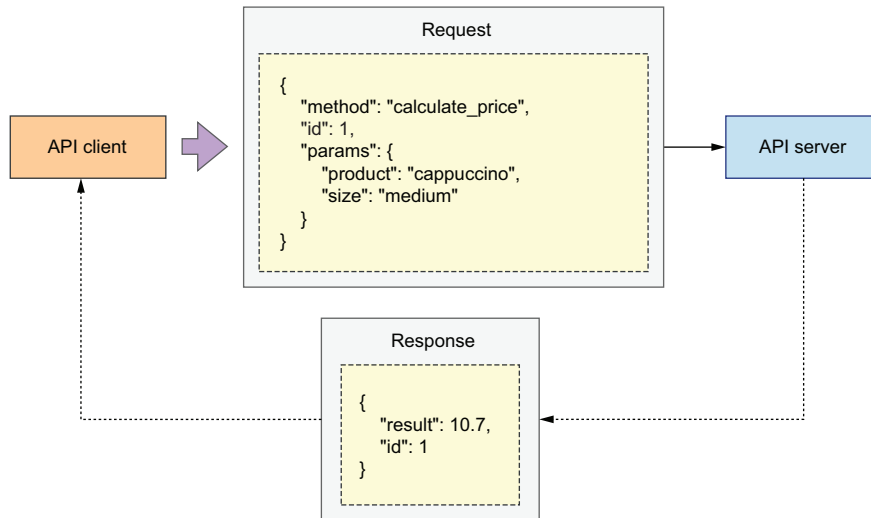 Request
{
"method": "calculate_price",
"id": 1,
"params": {
"product": "cappuccino",
"size": "medium"
}
}
API client
API server
Response
{
"result": 10.7,
"id": 1
}